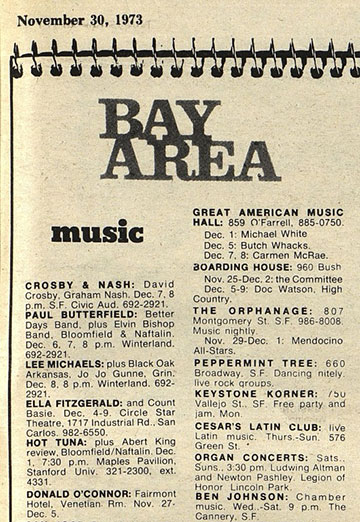 November 30, 1973
BAY
AREA
music
CROSBY & NASH: David
Crosby, Graham Nash. Dec. 7, 8
p.m. S.F. Civic Aud. 692-2921.
PAUL BUTTERFIELD: Better
Days Band, plus Elvin Bishop
Band, Bloomfield & Naftalin.
Dec. 6, 7, 8 p.m. Winterland.
692-2921.
LEE MICHAELS: plus Black Oak
Arkansas, Jo Jo Gunne, Grin.
Dec. 8, 8 p.m. Winterland, 692-
2921.
ELLA FITZGERALD: and Count
Basie. Dec. 4-9. Circle Star
Theatre, 1717 Industrial Rd., San
Carlos. 982-6550.
HOT TUNA: plus Abert King
review, Bloomfield/Naftalin. Dec.
1, 7:30 p.m. Maples Pavilion,
Stanford Univ. 321-2300, ext.
4331.
DONALD O'CONNOR: Fairmont
Hotel, Venetian Rm. Nov. 27-
Dec. 5.
GREAT AMERICAN MUSIC
HALL: 859 O'Farrell, 885-0750.
Dec. 1: Michael White
Dec. 5: Butch Whacks.
Dec. 7, 8: Carmen McRae.
BOARDING HOUSE: 960 Bush
Nov. 25-Dec. 2: the Committee
Dec. 5-9: Doc Watson, High
Country.
THE ORPHANAGE: 807
Montgomery St. S.F. 986-8008.
Music nightly.
Nov. 29-Dec. 1: Mendocino
All-Stars.
PEPPERMINT TREE: 660
Broadway, S.F. Dancing nitely,
live rock groups.
KEYSTONE KORNER: 750
Vallejo St., SF. Free party and
jam, Mon.
CESAR'S LATIN CLUB: live
Latin music. Thurs.-Sun. 576
Green St.
ORGAN CONCERTS: Sats.,
Suns., 3:30 pm. Ludwing Altman
and Newton Pashley. Legion of
Honor Lincoln Park.
BEN JOHNSON: Chamber
music. Wed.-Sat. 9 p.m. The
Cannery, S.F.